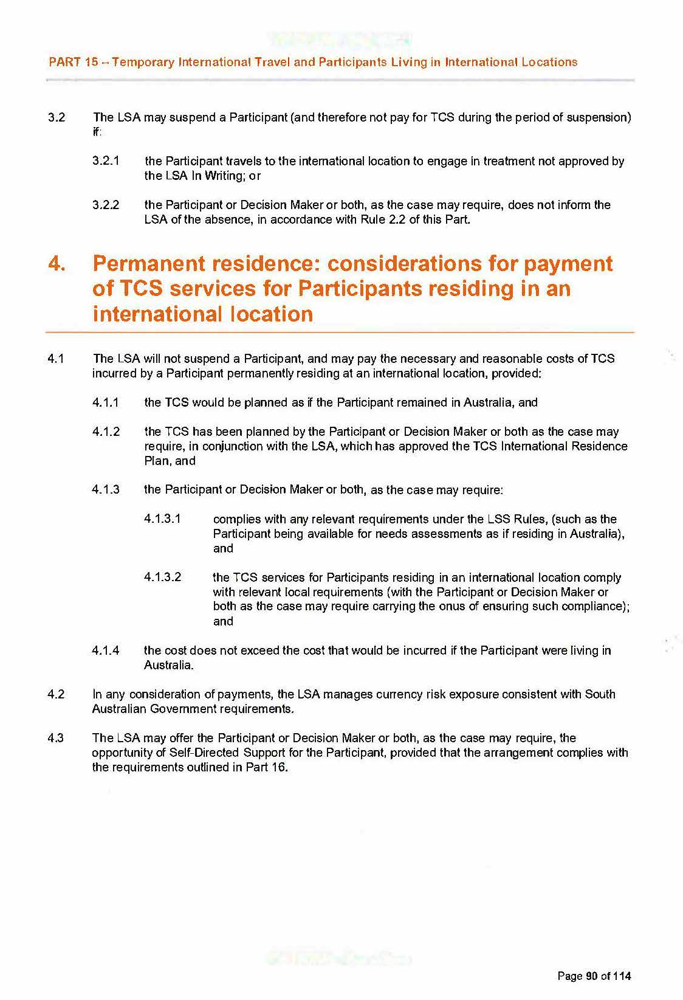 PART 15 – Temporary International Travel and Participants Living in International Locations
3.2 The LSA may suspend a Participant (and therefore not pay for TCS during the period of suspension)
if:
3.2.1 the Participant travels to the international location to engage in treatment not approved by
the LSA In Writing; or
3.2.2 the Participant or Decision Maker or both, as the case may require, does not inform the
LSA of the absence, in accordance with Rule 2.2 of this Part.
4. Permanent residence: considerations for payment
of TCS services for Participants residing in an
international location
4.1 The LSA will not suspend a Participant, and may pay the necessary and reasonable costs of TCS
incurred by a Participant permanently residing at an international location, provided:
4.1.1 the TCS would be planned as if the Participant remained in Australia, and
4.1.2 the TCS has been planned by the Participant or Decision Maker or both as the case may
require, in conjunction with the LSA, which has approved the TCS International Residence
Plan, and
4.1.3 the Participant or Decision Maker or both, as the case may require:
4.1.3.1 complies with any relevant requirements under the LSS Rules, (such as the
Participant being available for needs assessments as if residing in Australia),
and
4.1.3.2 the TCS services for Participants residing in an international location comply
with relevant local requirements (with the Participant or Decision Maker or
both as the case may require carrying the onus of ensuring such compliance);
and
4.1.4 the cost does not exceed the cost that would be incurred if the Participant were living in
Australia.
4.2 In any consideration of payments, the LSA manages currency risk exposure consistent with South
Australian Government requirements.
4.3 The LSA may offer the Participant or Decision Maker or both, as the case may require, the
opportunity of Self-Directed Support for the Participant, provided that the arrangement complies with
the requirements outlined in Part 16.
Page 90 of 114